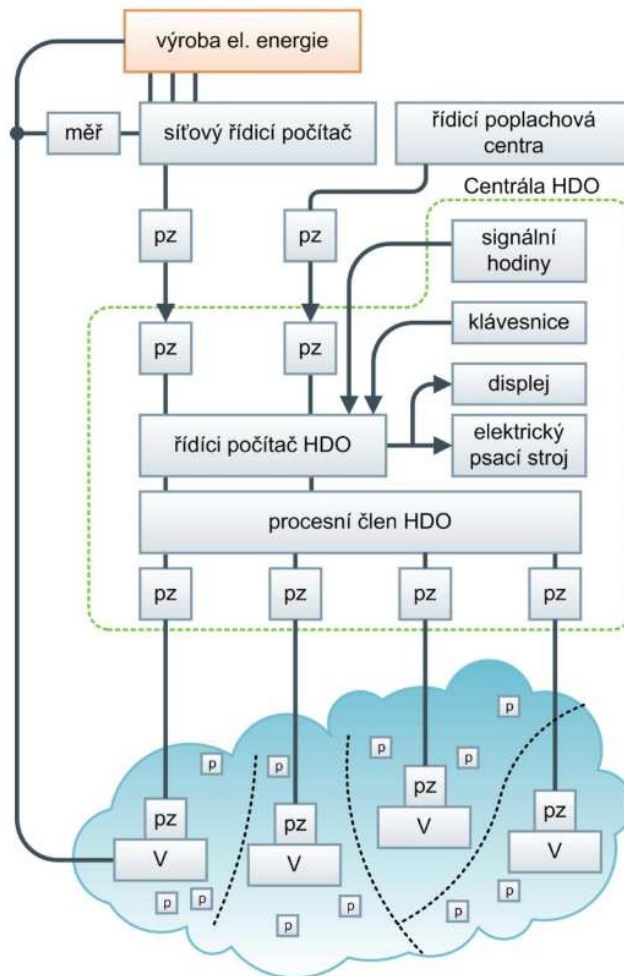 výroba el. energie
měř
síťový řídicí počítač
řídicí poplachová
centra
Centrála HDO
pz
pz
signální
hodiny
pz
pz
klávesnice
displej
řídíci počítač HDO
elektrický
psací stroj
procesní člen HDO
pz
pz
pz
pz
p
p
p
p
p
pz
pz
pz
pz
V
V
V
V
p
p
p
p
p
p
p